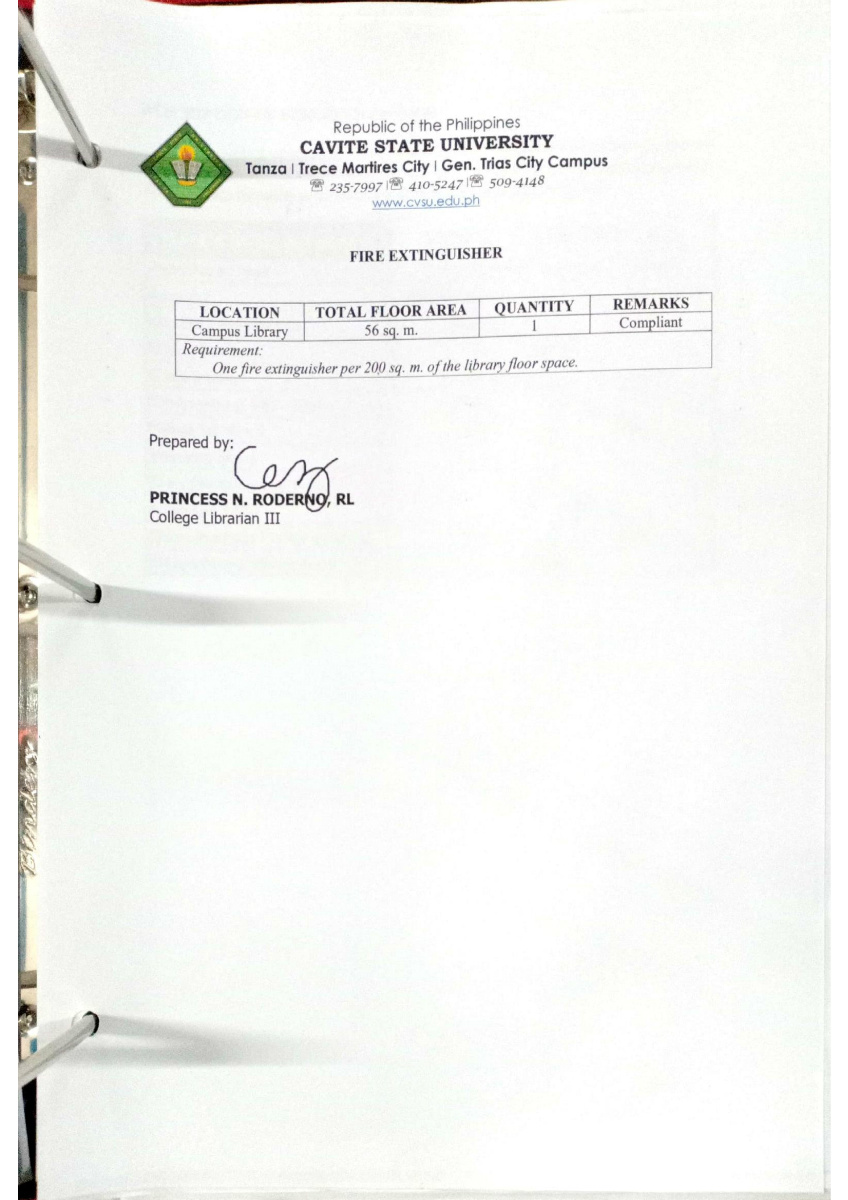 Republic of the Philippines
CAVITE STATE UNIVERSITY
Tanza | Trece Martires City | Gen. Trias City Campus
☏ 235-7997 | ☏ 410-5247 | ☏ 509-4148
www.cvsu.edu.ph
FIRE EXTINGUISHER
LOCATION TOTAL FLOOR AREA QUANTITY REMARKS
Campus Library 56 sq. m. 1 Compliant
Requirement:
One fire extinguisher per 200 sq. m. of the library floor space.
Prepared by:
PRINCESS N. RODERNO, RL
College Librarian III